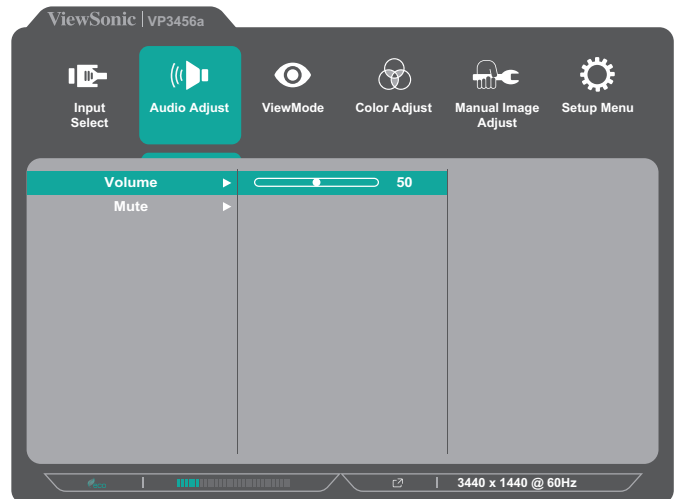 ViewSonic | VP3456a
Input Select
Audio Adjust
ViewMode
Color Adjust
Manual Image Adjust
Setup Menu
Volume 50
Mute
eco
3440 x 1440 @ 60Hz